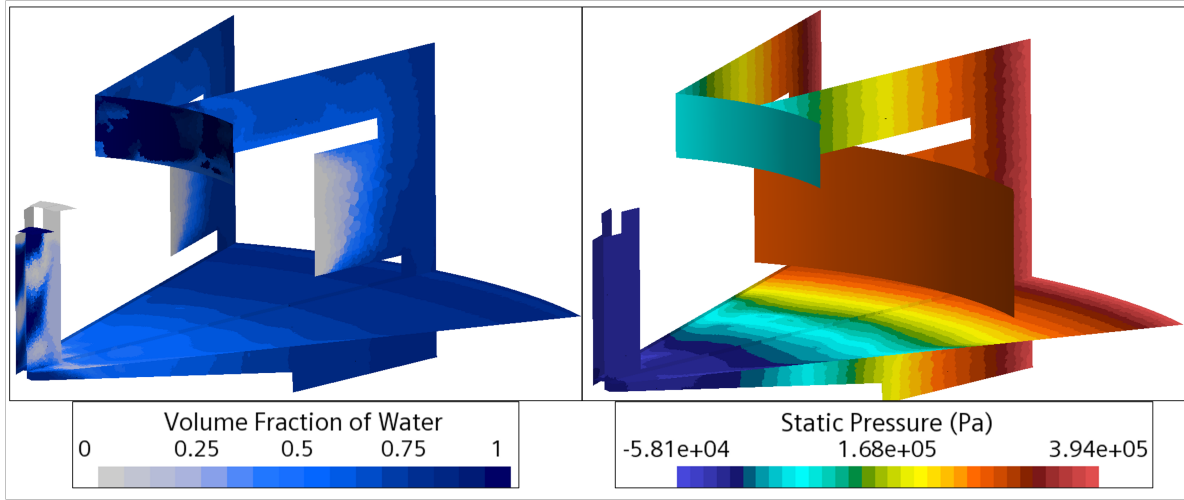 Volume Fraction of Water
0 0.25 0.5 0.75 1
Static Pressure (Pa)
-5.81e+04 1.68e+05 3.94e+05